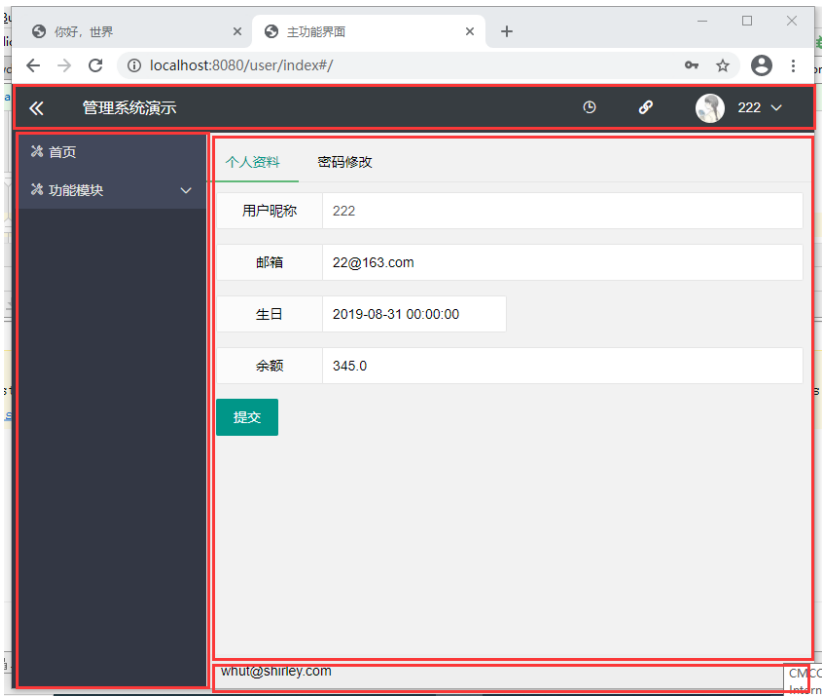 你好，世界
主功能界面
localhost:8080/user/index#/
管理系统演示
222
首页
功能模块
个人资料
密码修改
用户昵称
222
邮箱
22@163.com
生日
2019-08-31 00:00:00
余额
345.0
提交
whut@shirley.com
CMCC